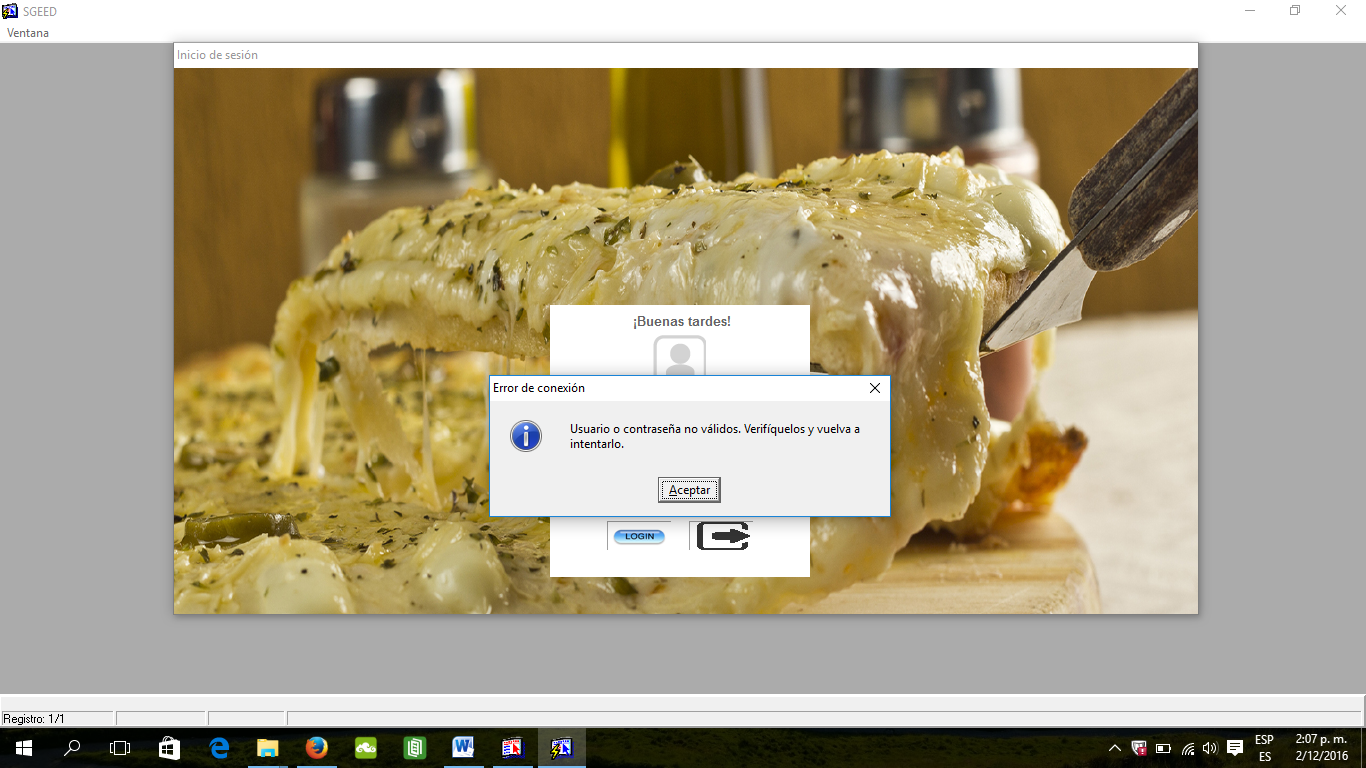 SGEED
Ventana
Inicio de sesión
¡Buenas tardes!
Error de conexión
Usuario o contraseña no válidos. Verifíquelos y vuelva a
intentarlo.
Aceptar
LOGIN
Registro: 1/1
ESP
ES
2:07 p. m.
2/12/2016